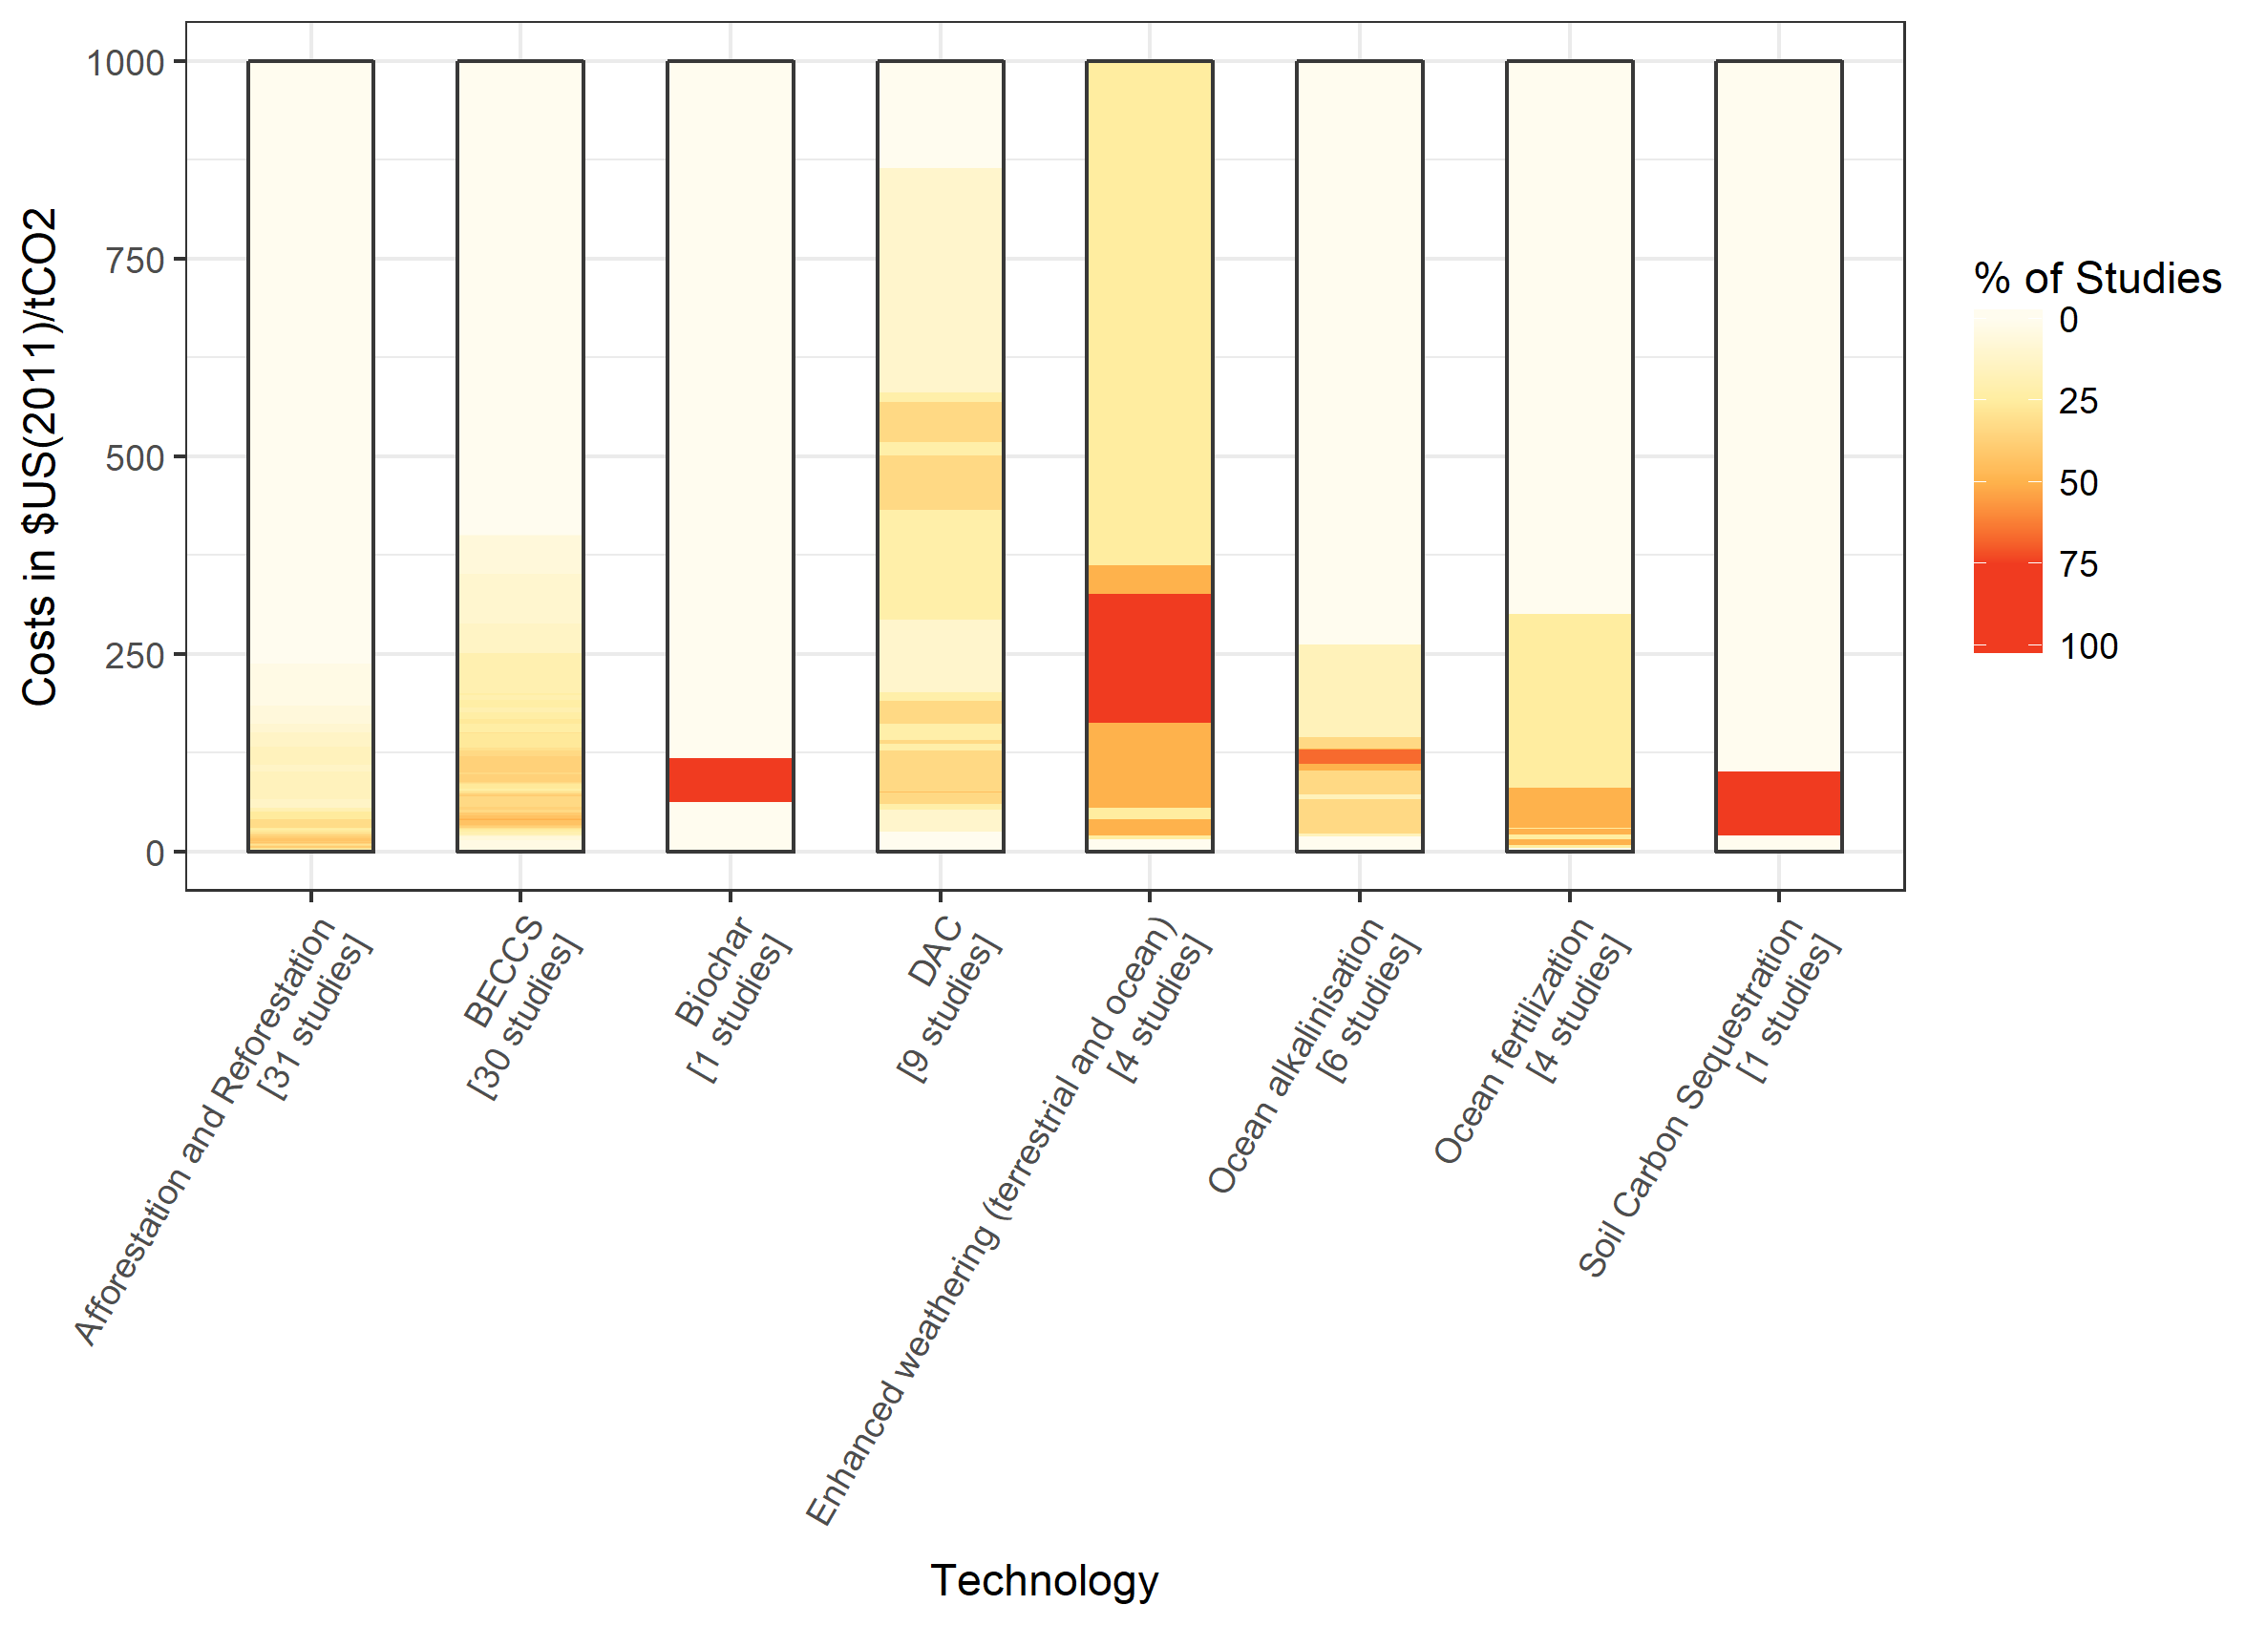 Costs in $US(2011)/tCO2
1000
750
500
250
0
Afforestation and Reforestation
[31 studies]
BECCS
[30 studies]
Biochar
[1 studies]
DAC
[9 studies]
Enhanced weathering (terrestrial and ocean)
[4 studies]
Ocean alkalinisation
[6 studies]
Ocean fertilization
[4 studies]
Soil Carbon Sequestration
[1 studies]
Technology
% of Studies
0
25
50
75
100